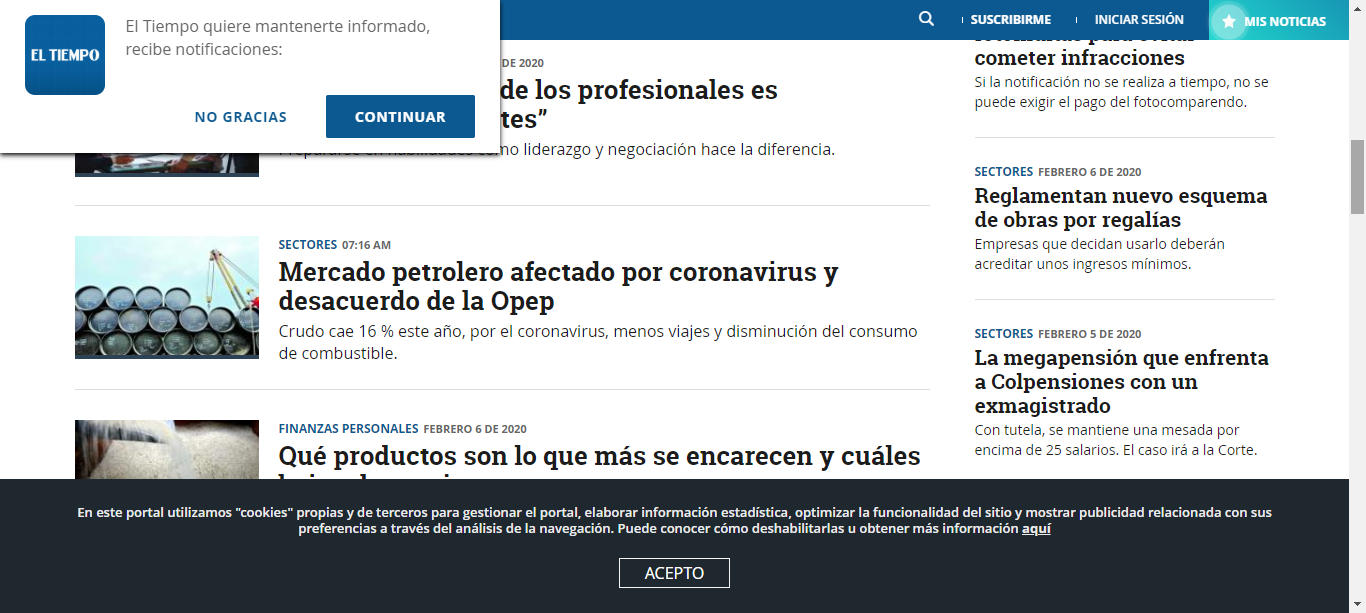 EL TIEMPO
El Tiempo quiere mantenerte informado,
recibe notificaciones:
NO GRACIAS
CONTINUAR
SUSCRIBIRME
INICIAR SESIÓN
MIS NOTICIAS
DE 2020
de los profesionales es
tes”
como liderazgo y negociación hace la diferencia.
SECTORES 07:16 AM
Mercado petrolero afectado por coronavirus y
desacuerdo de la Opep
Crudo cae 16 % este año, por el coronavirus, menos viajes y disminución del consumo
de combustible.
FINANZAS PERSONALES FEBRERO 6 DE 2020
Qué productos son lo que más se encarecen y cuáles
cometer infracciones
Si la notificación no se realiza a tiempo, no se
puede exigir el pago del fotocomparendo.
SECTORES FEBRERO 6 DE 2020
Reglamentan nuevo esquema
de obras por regalías
Empresas que decidan usarlo deberán
acreditar unos ingresos mínimos.
SECTORES FEBRERO 5 DE 2020
La megapensión que enfrenta
a Colpensiones con un
exmagistrado
Con tutela, se mantiene una mesada por
encima de 25 salarios. El caso irá a la Corte.
En este portal utilizamos "cookies" propias y de terceros para gestionar el portal, elaborar información estadística, optimizar la funcionalidad del sitio y mostrar publicidad relacionada con sus
preferencias a través del análisis de la navegación. Puede conocer cómo deshabilitarlas u obtener más información aquí
ACEPTO